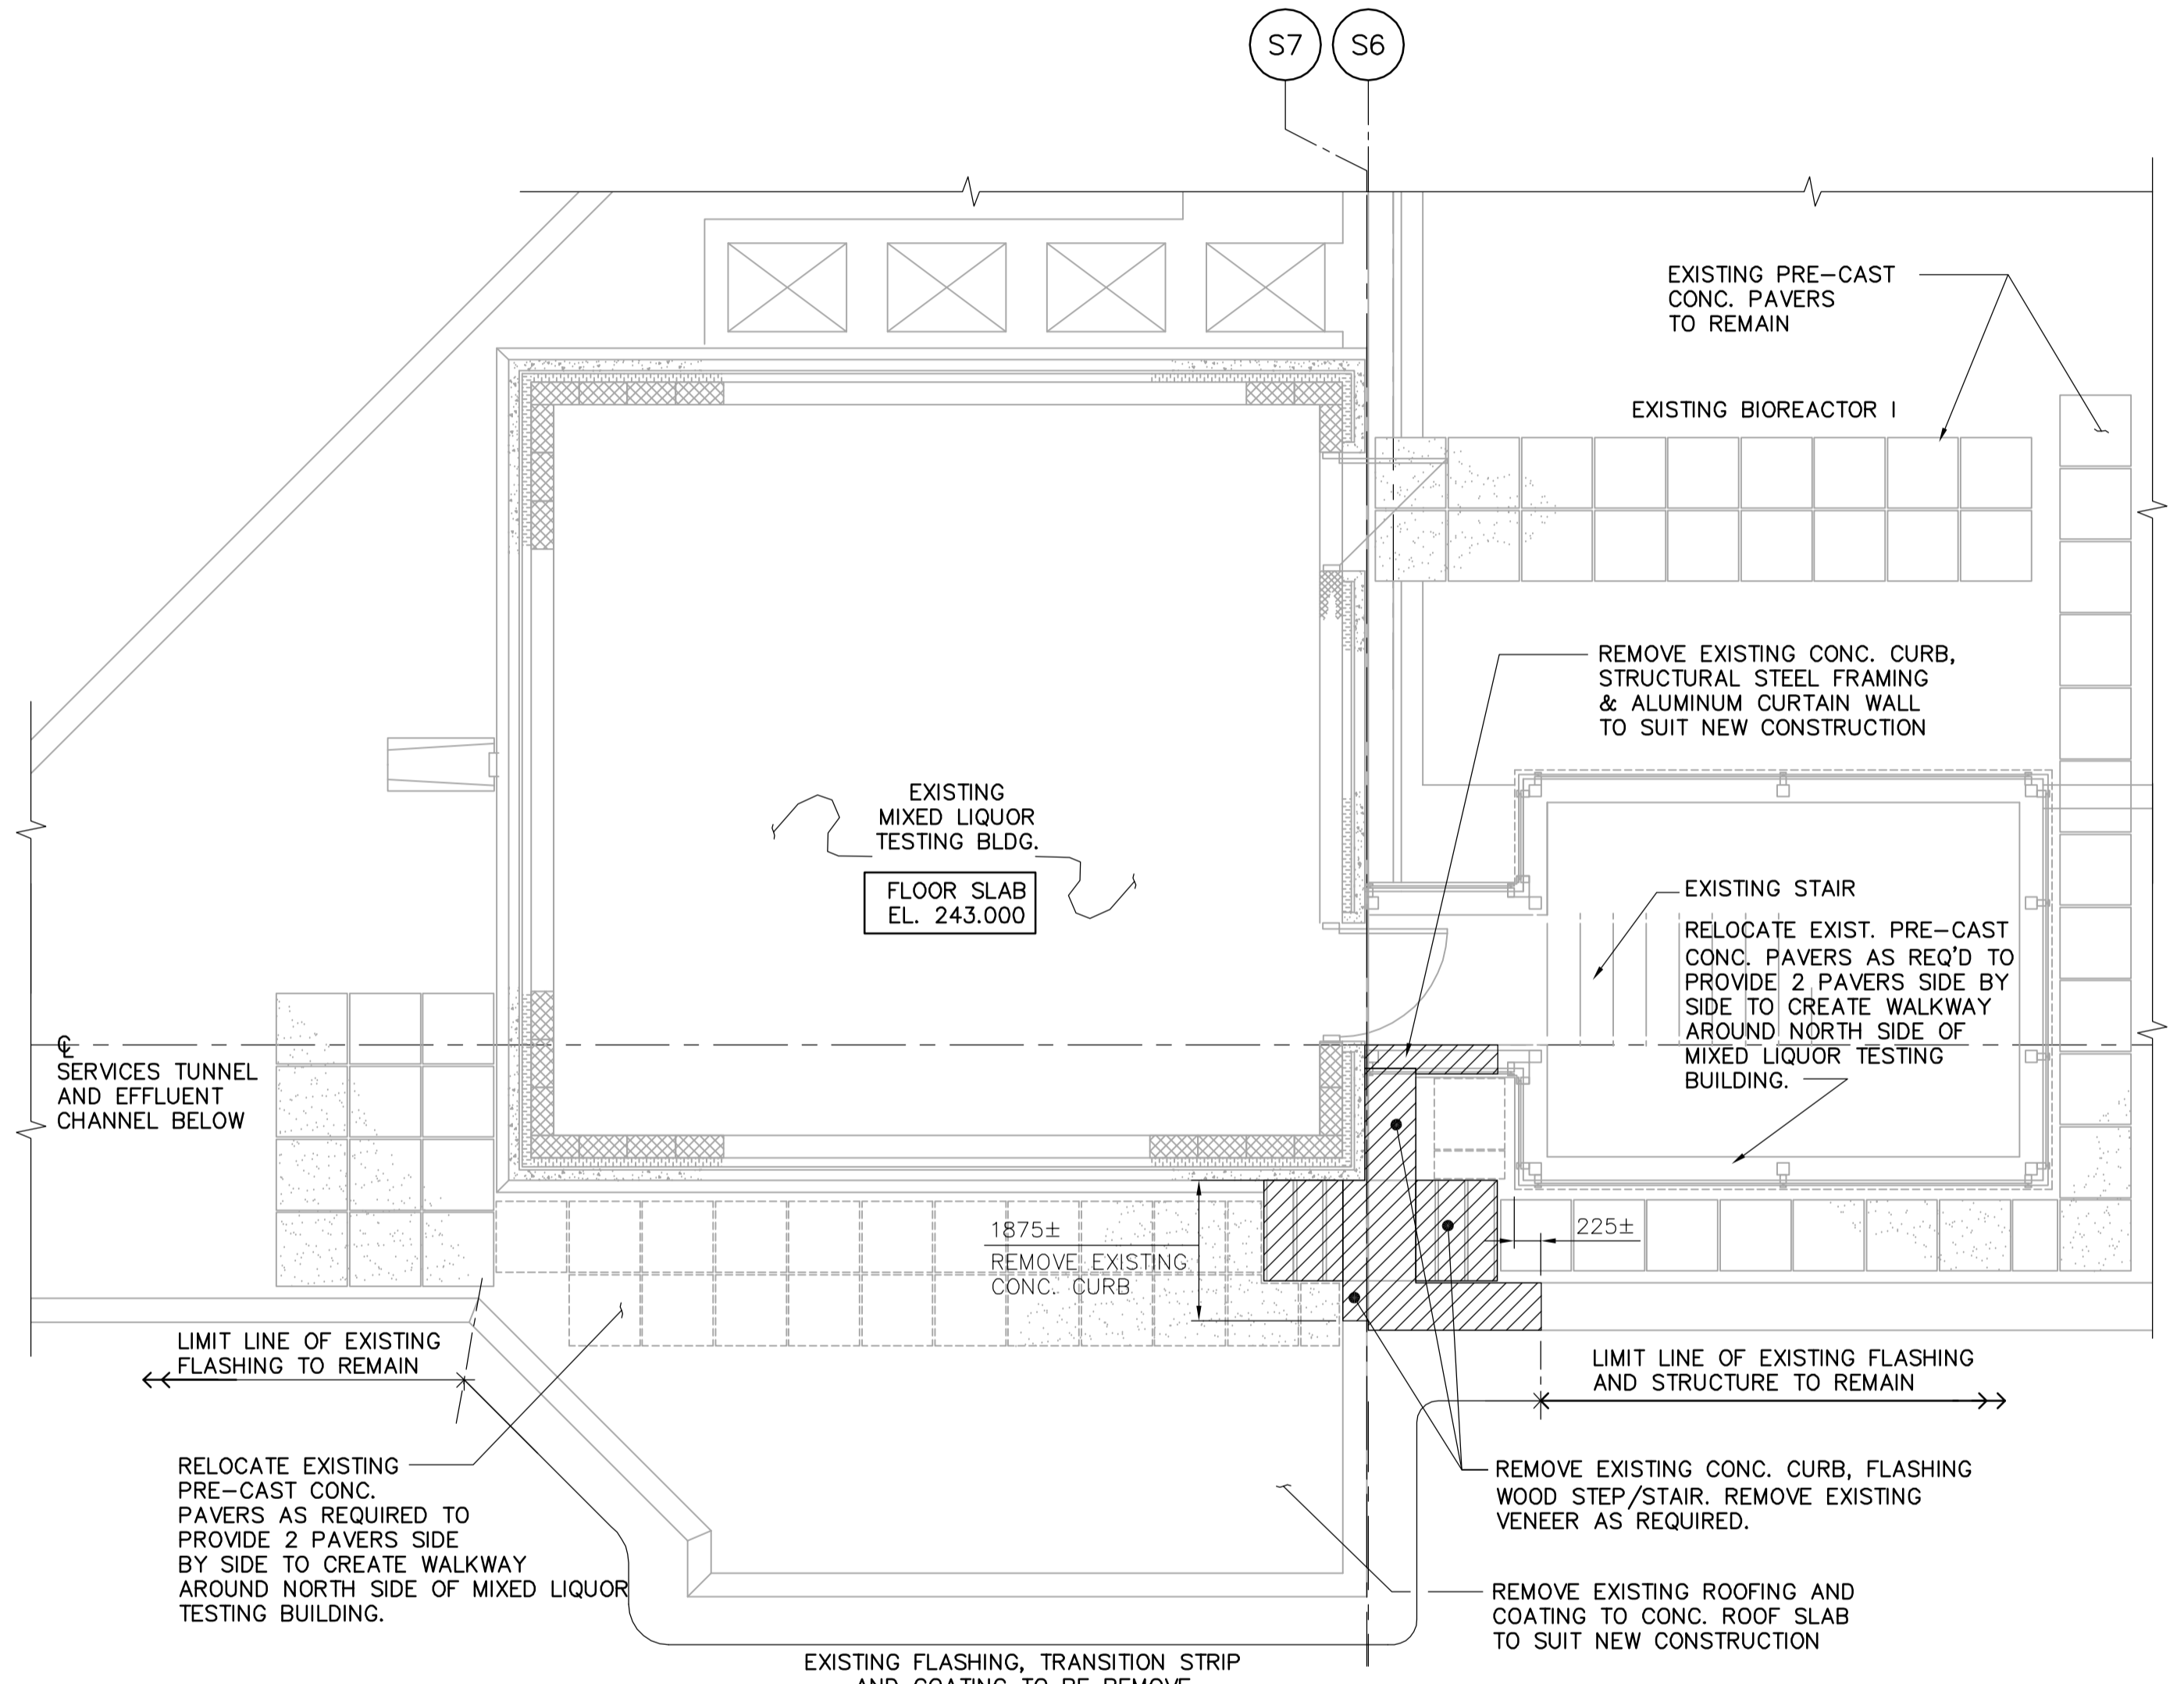 S7 S6
EXISTING PRE-CAST
CONC. PAVERS
TO REMAIN
EXISTING BIOREACTOR I
REMOVE EXISTING CONC. CURB,
STRUCTURAL STEEL FRAMING
& ALUMINUM CURTAIN WALL
TO SUIT NEW CONSTRUCTION
EXISTING
MIXED LIQUOR
TESTING BLDG.
FLOOR SLAB
EL. 243.000
EXISTING STAIR
RELOCATE EXIST. PRE-CAST
CONC. PAVERS AS REQ'D TO
PROVIDE 2 PAVERS SIDE BY
SIDE TO CREATE WALKWAY
AROUND NORTH SIDE OF
MIXED LIQUOR TESTING
BUILDING.
℄
SERVICES TUNNEL
AND EFFLUENT
CHANNEL BELOW
1875±
REMOVE EXISTING
CONC. CURB
225±
LIMIT LINE OF EXISTING
FLASHING TO REMAIN
LIMIT LINE OF EXISTING FLASHING
AND STRUCTURE TO REMAIN
RELOCATE EXISTING
PRE-CAST CONC.
PAVERS AS REQUIRED TO
PROVIDE 2 PAVERS SIDE
BY SIDE TO CREATE WALKWAY
AROUND NORTH SIDE OF MIXED LIQUOR
TESTING BUILDING.
REMOVE EXISTING CONC. CURB, FLASHING
WOOD STEP/STAIR. REMOVE EXISTING
VENEER AS REQUIRED.
REMOVE EXISTING ROOFING AND
COATING TO CONC. ROOF SLAB
TO SUIT NEW CONSTRUCTION
EXISTING FLASHING, TRANSITION STRIP
AND COATING TO BE REMOVE